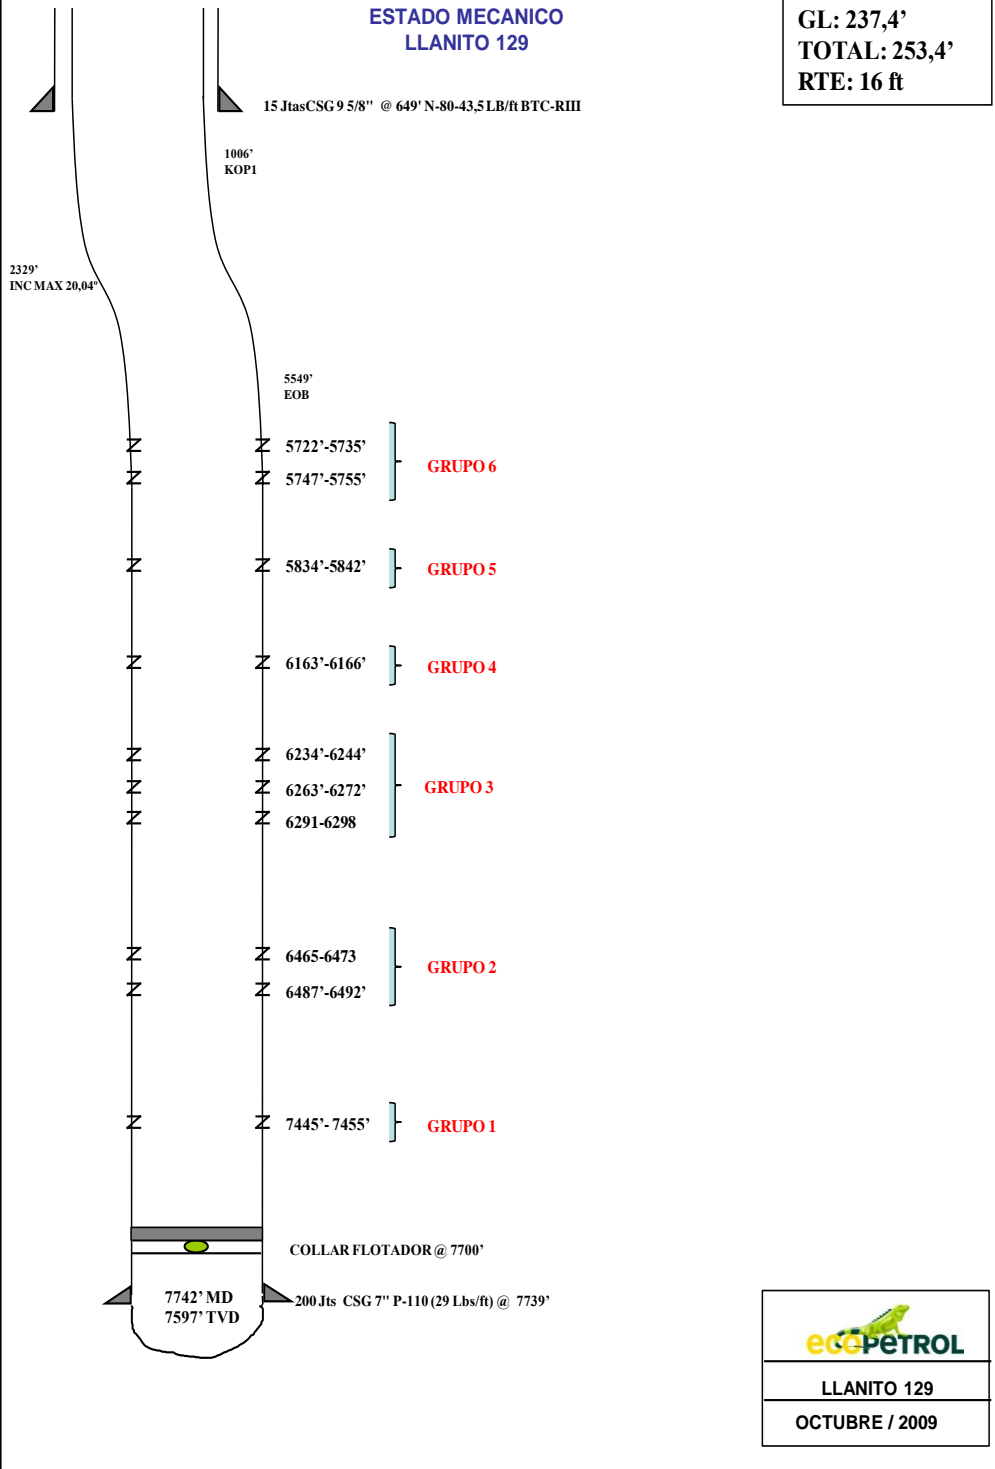 ESTADO MECANICO
LLANITO 129
GL: 237,4’
TOTAL: 253,4’
RTE: 16 ft
15 JtasCSG 9 5/8" @ 649' N-80-43,5 LB/ft BTC-RIII
1006’
KOP1
2329’
INC MAX 20,04º
5549’
EOB
5722’-5735’
5747’-5755’
GRUPO 6
5834’-5842’
GRUPO 5
6163’-6166’
GRUPO 4
6234’-6244’
6263’-6272’
6291-6298
GRUPO 3
6465-6473
6487’-6492’
GRUPO 2
7445’- 7455’
GRUPO 1
COLLAR FLOTADOR @ 7700’
7742’ MD
7597’ TVD
200 Jts CSG 7" P-110 (29 Lbs/ft) @ 7739’
ecoPETROL
LLANITO 129
OCTUBRE / 2009